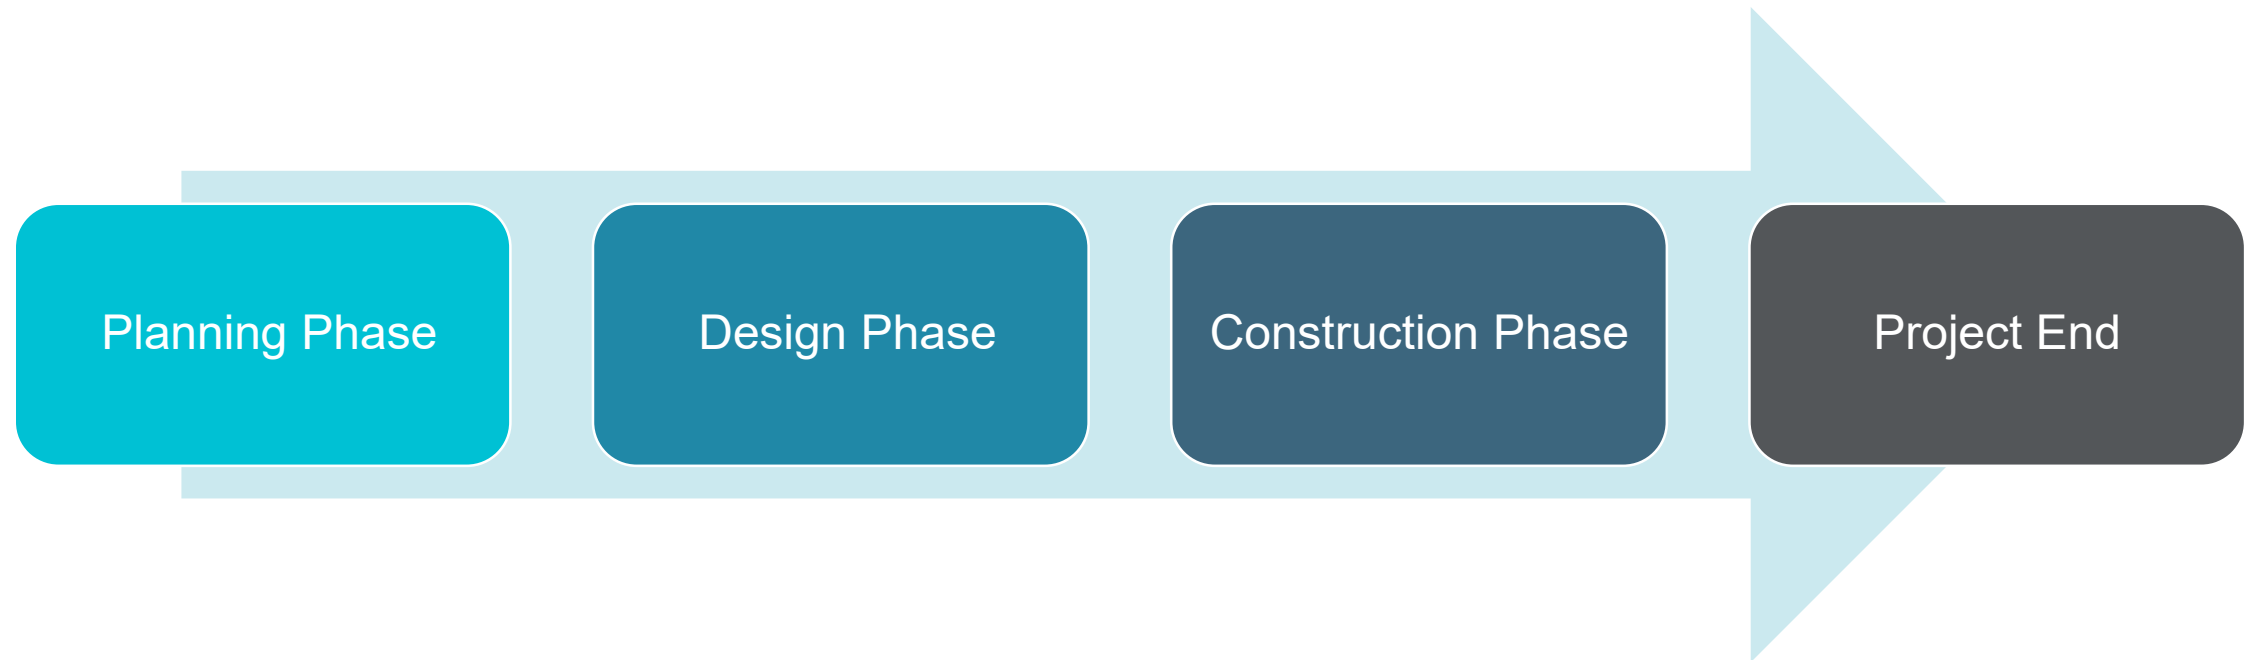 Planning Phase
Design Phase
Construction Phase
Project End